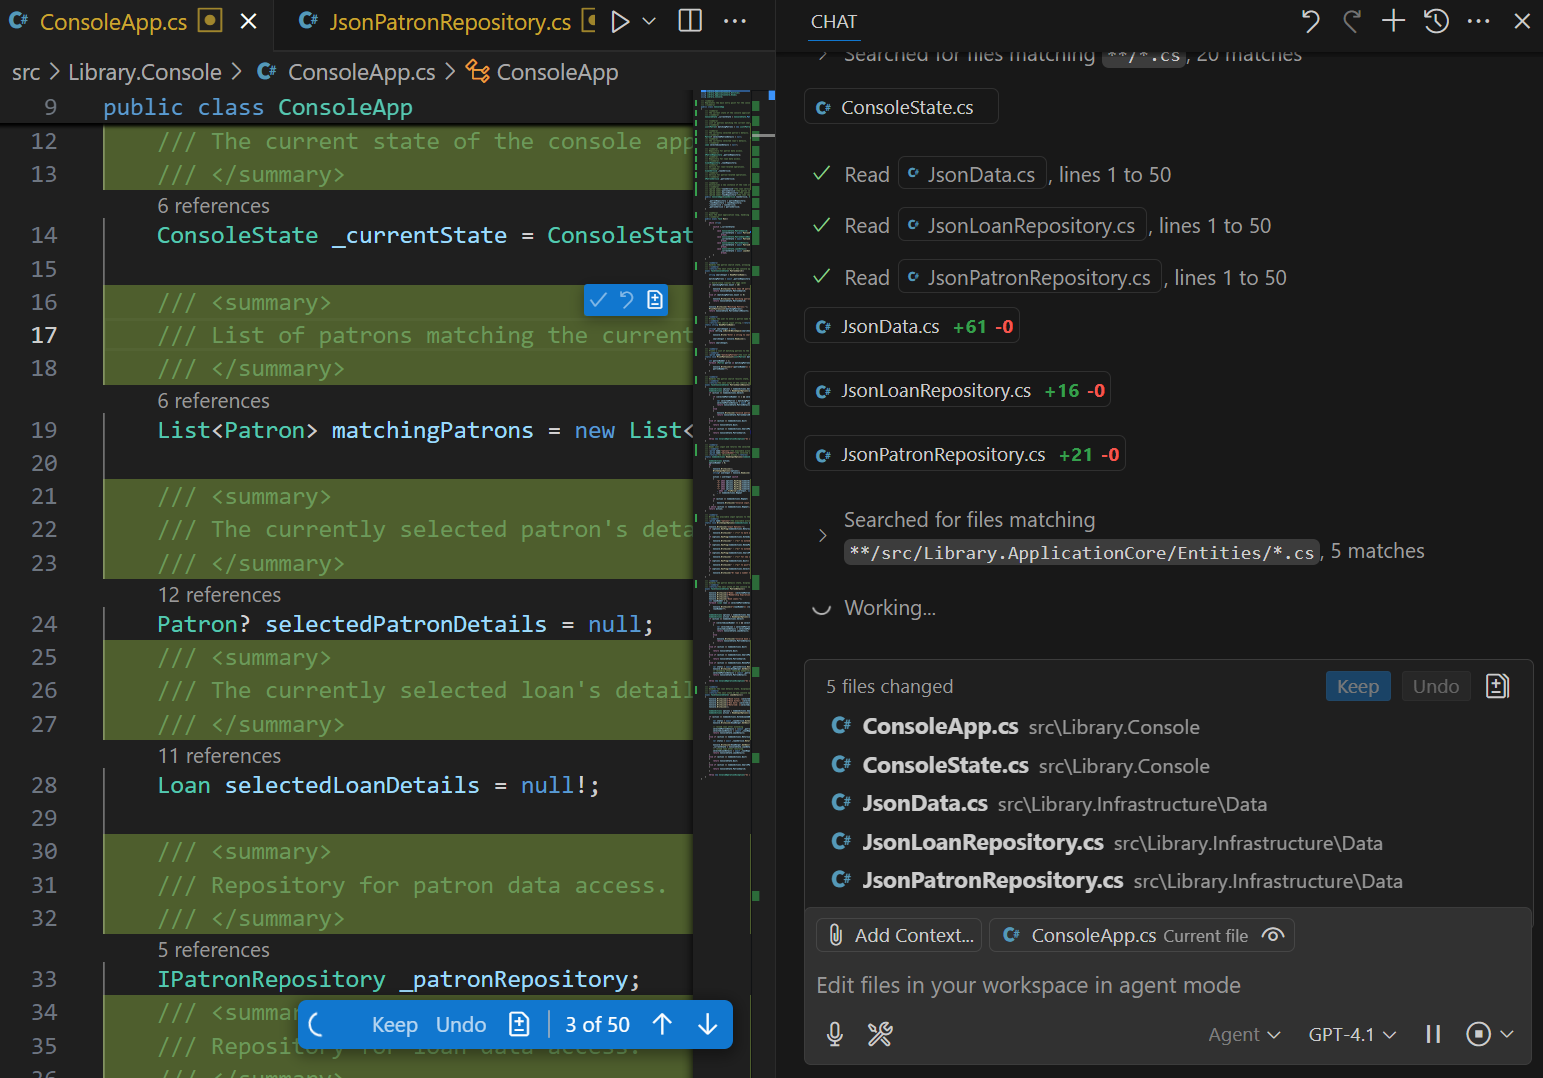 ConsoleApp.cs
JsonPatronRepository.cs
src > Library.Console > ConsoleApp.cs > ConsoleApp
9 public class ConsoleApp
12 /// The current state of the console app
13 /// </summary>
6 references
14 ConsoleState _currentState = ConsoleStat
15
16 /// <summary>
17 /// List of patrons matching the current
18 /// </summary>
6 references
19 List<Patron> matchingPatrons = new List<
20
21 /// <summary>
22 /// The currently selected patron's deta
23 /// </summary>
12 references
24 Patron? selectedPatronDetails = null;
25 /// <summary>
26 /// The currently selected loan's detail
27 /// </summary>
11 references
28 Loan selectedLoanDetails = null!;
29
30 /// <summary>
31 /// Repository for patron data access.
32 /// </summary>
5 references
33 IPatronRepository _patronRepository;
34 /// <summar
35 /// Repository for loan data access.
36 /// </summary>
Keep Undo 3 of 50
CHAT
Searched for files matching **/*.cs, 20 matches
ConsoleState.cs
Read JsonData.cs, lines 1 to 50
Read JsonLoanRepository.cs, lines 1 to 50
Read JsonPatronRepository.cs, lines 1 to 50
JsonData.cs +61 -0
JsonLoanRepository.cs +16 -0
JsonPatronRepository.cs +21 -0
Searched for files matching
**/src/Library.ApplicationCore/Entities/*.cs, 5 matches
Working...
5 files changed Keep Undo
ConsoleApp.cs src\Library.Console
ConsoleState.cs src\Library.Console
JsonData.cs src\Library.Infrastructure\Data
JsonLoanRepository.cs src\Library.Infrastructure\Data
JsonPatronRepository.cs src\Library.Infrastructure\Data
Add Context... ConsoleApp.cs Current file
Edit files in your workspace in agent mode
Agent GPT-4.1